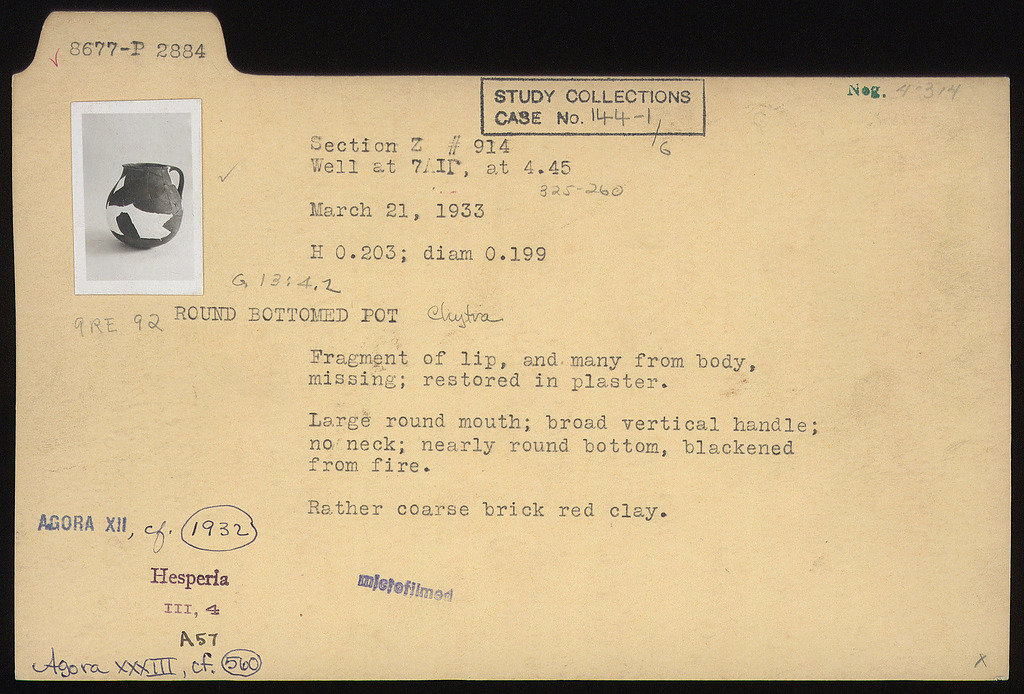 8677-P 2884
STUDY COLLECTIONS
CASE No. 144-1/6
Neg. 4-314
Section Z # 914
Well at 7/ΙΓ, at 4.45
325-260
March 21, 1933
H 0.203; diam 0.199
G 13:4.2
GRE 92 ROUND BOTTOMED POT Chytra
Fragment of lip, and many from body,
missing; restored in plaster.
Large round mouth; broad vertical handle;
no neck; nearly round bottom, blackened
from fire.
Rather coarse brick red clay.
AGORA XII, cf. 1932
Hesperia
III, 4
A57
microfilmed
Agora XXXIII, cf. 560
x